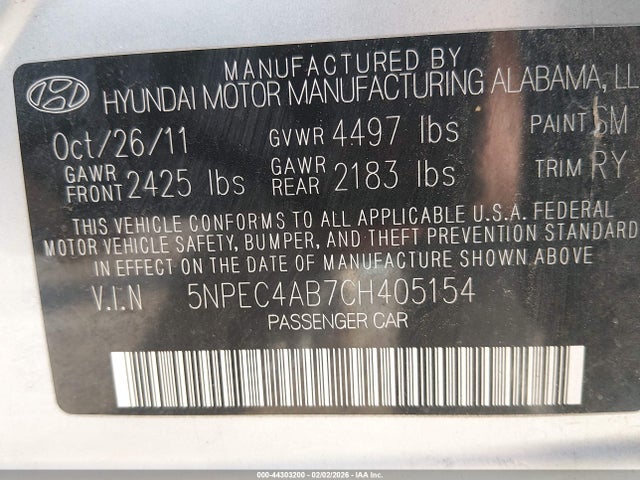 MANUFACTURED BY
HYUNDAI MOTOR MANUFACTURING ALABAMA, LL
Oct/26/11 GVWR 4497 lbs PAINT SM
GAWR FRONT 2425 lbs GAWR REAR 2183 lbs TRIM RY
THIS VEHICLE CONFORMS TO ALL APPLICABLE U.S.A. FEDERAL
MOTOR VEHICLE SAFETY, BUMPER, AND THEFT PREVENTION STANDARD
IN EFFECT ON THE DATE OF MANUFACTURE SHOWN ABOVE
V.I.N 5NPEC4AB7CH405154
PASSENGER CAR
000-44303200 - 02/02/2026 - IAA Inc.